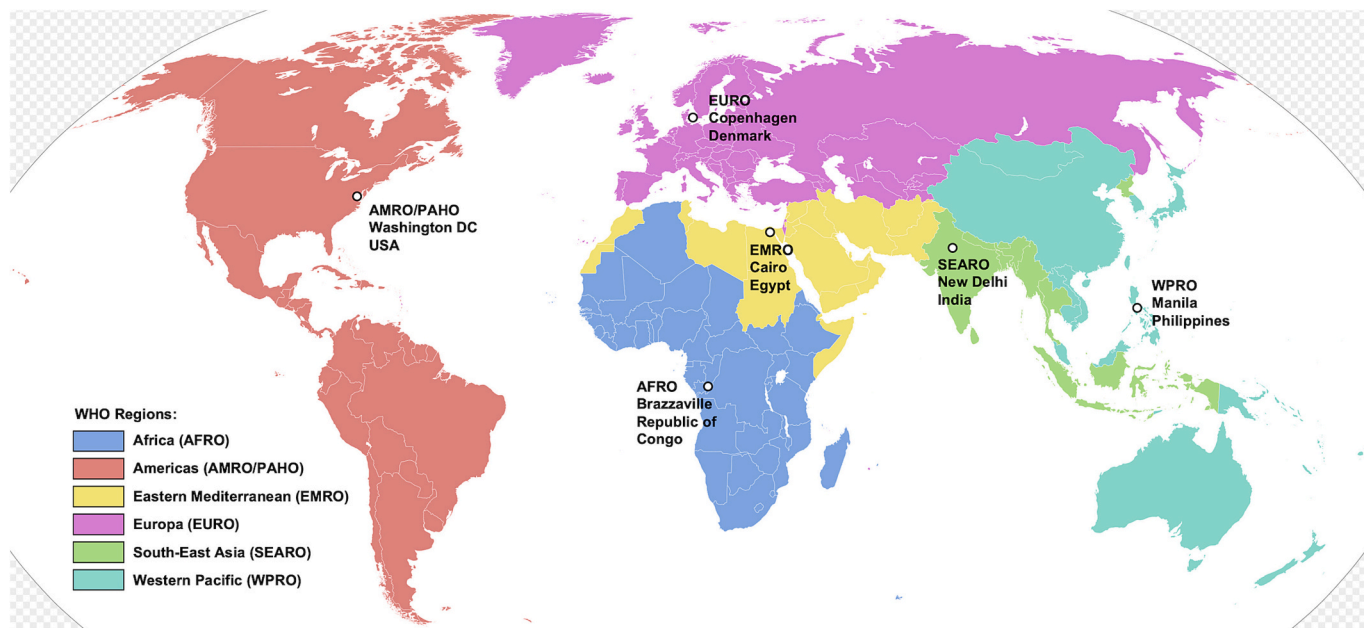 EURO
Copenhagen
Denmark
AMRO/PAHO
Washington DC
USA
EMRO
Cairo
Egypt
SEARO
New Delhi
India
WPRO
Manila
Philippines
AFRO
Brazzaville
Republic of
Congo
WHO Regions:
Africa (AFRO)
Americas (AMRO/PAHO)
Eastern Mediterranean (EMRO)
Europa (EURO)
South-East Asia (SEARO)
Western Pacific (WPRO)